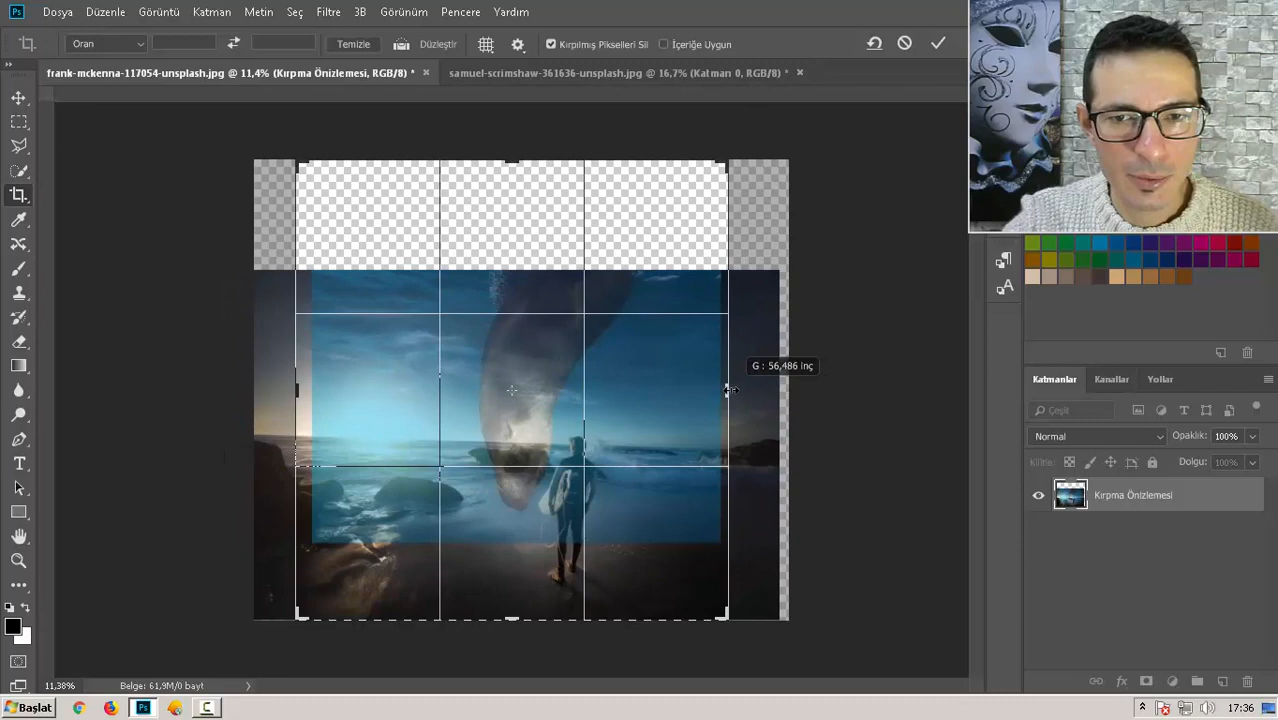 Ps Dosya Düzenle Görüntü Katman Metin Seç Filtre 3B Görünüm Pencere Yardım
Oran Temizle Düzleştir Kırpılmış Pikselleri Sil İçeriğe Uygun
frank-mckenna-117054-unsplash.jpg @ 11,4% (Kırpma Önizlemesi, RGB/8) * × samuel-scrimshaw-361636-unsplash.jpg @ 16,7% (Katman 0, RGB/8) * ×
G : 56,486 inç
Katmanlar Kanallar Yollar
Çeşit
Normal Opaklık: 100%
Kilitle: Dolgu: 100%
Kırpma Önizlemesi
11,38% Belge: 61,9M/0 bayt
Başlat Ps C 17:36